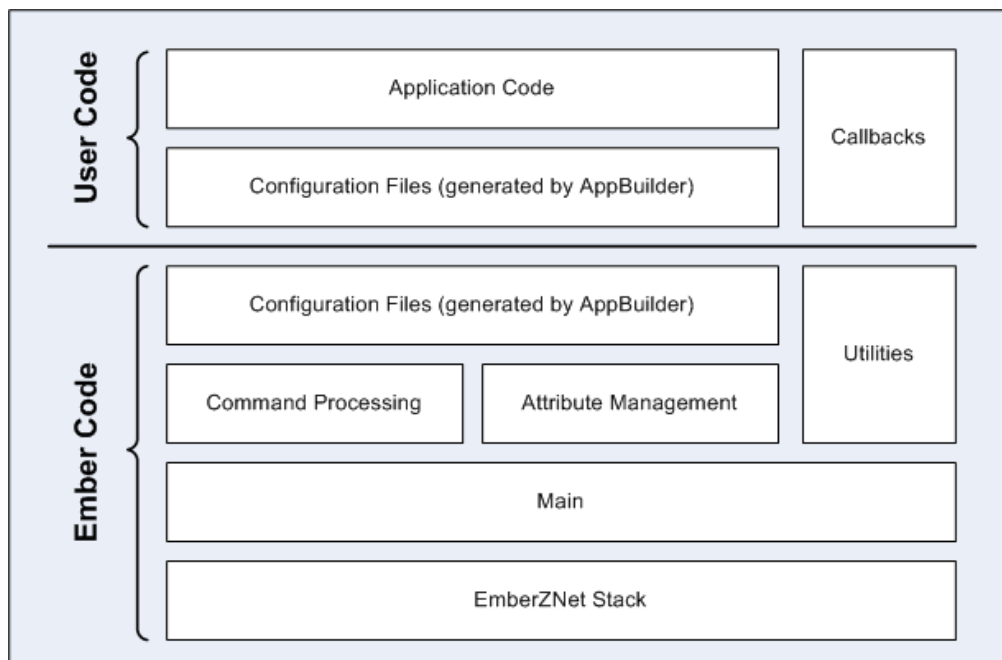 User Code
Application Code
Configuration Files (generated by AppBuilder)
Callbacks
Ember Code
Configuration Files (generated by AppBuilder)
Utilities
Command Processing
Attribute Management
Main
EmberZNet Stack